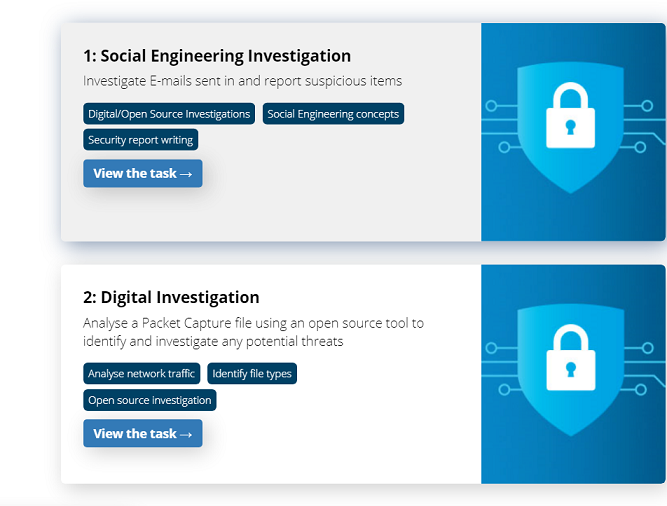 1: Social Engineering Investigation
Investigate E-mails sent in and report suspicious items
Digital/Open Source Investigations Social Engineering concepts
Security report writing
View the task →
2: Digital Investigation
Analyse a Packet Capture file using an open source tool to
identify and investigate any potential threats
Analyse network traffic Identify file types
Open source investigation
View the task →